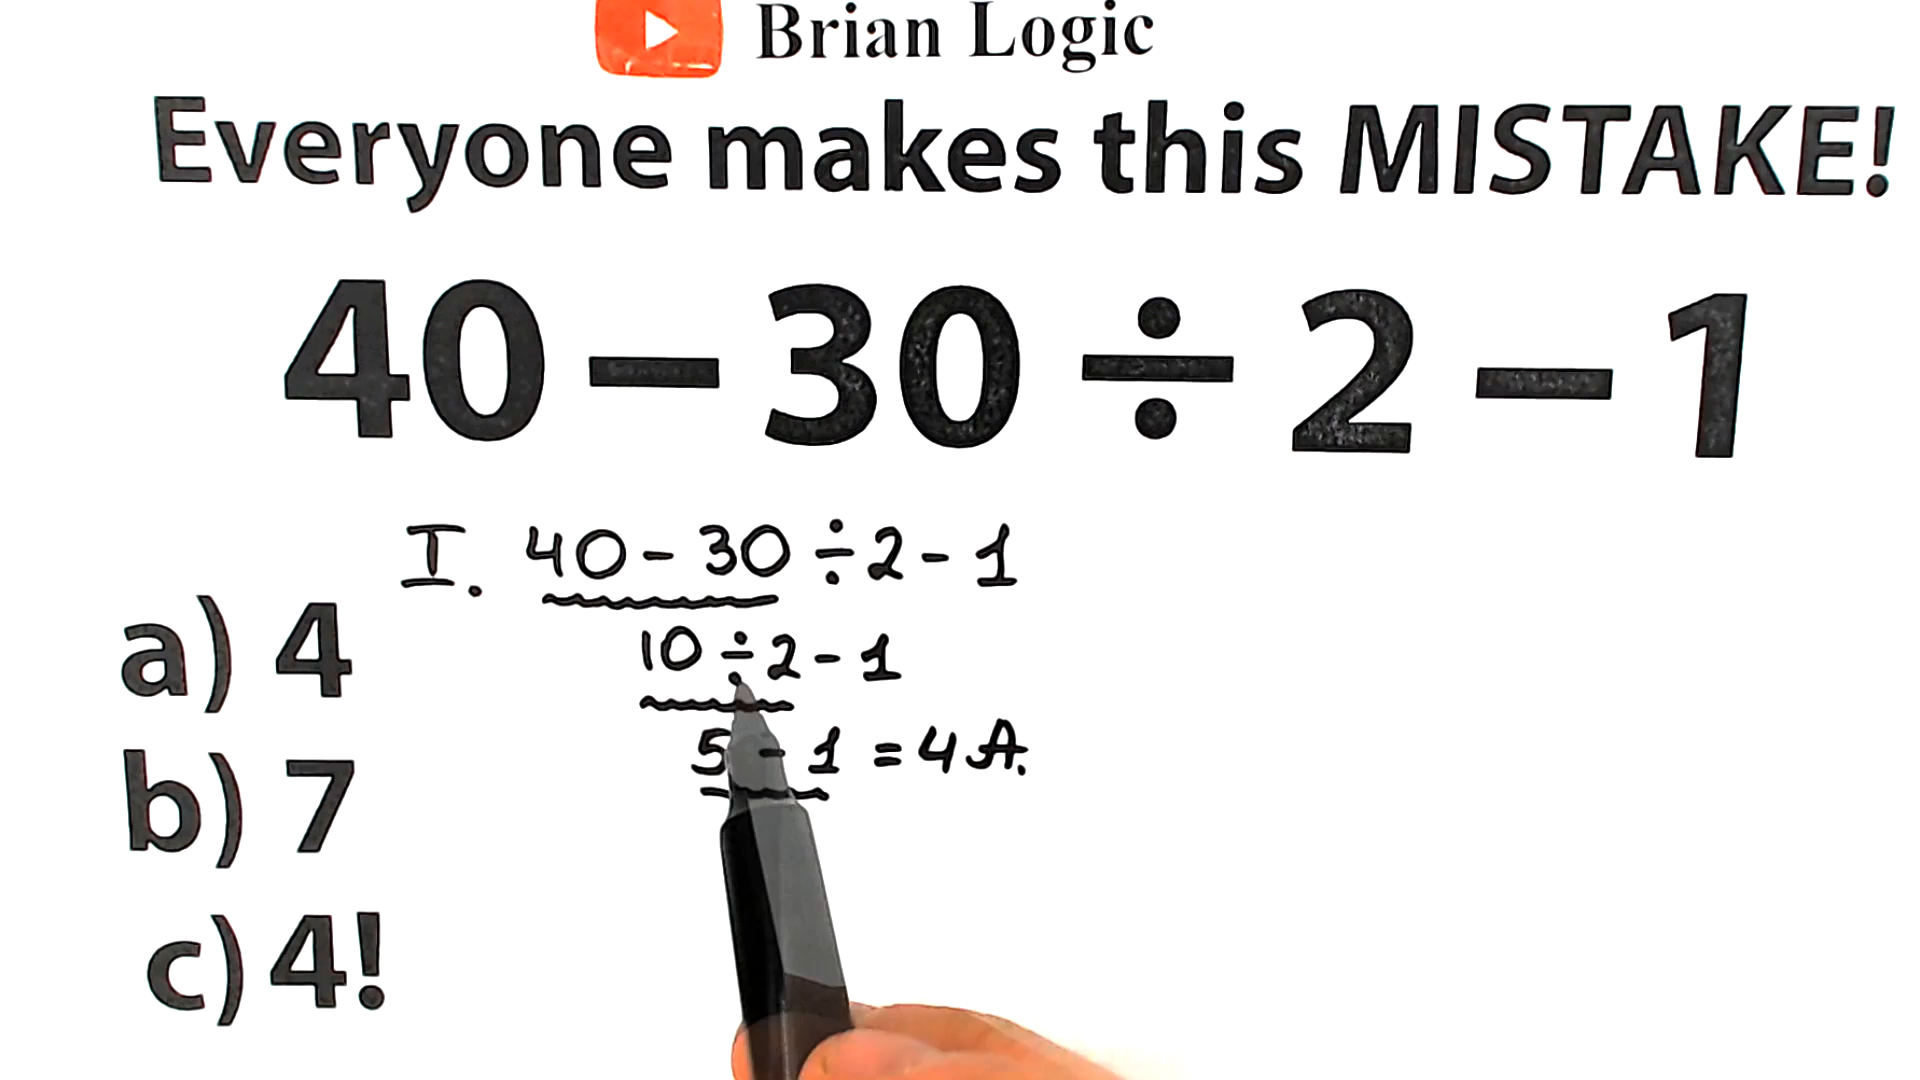 Brian Logic
Everyone makes this MISTAKE!
40 – 30 ÷ 2 – 1
I. 40 - 30 ÷ 2 - 1
10 ÷ 2 - 1
5 - 1 = 4 A.
a) 4
b) 7
c) 4!